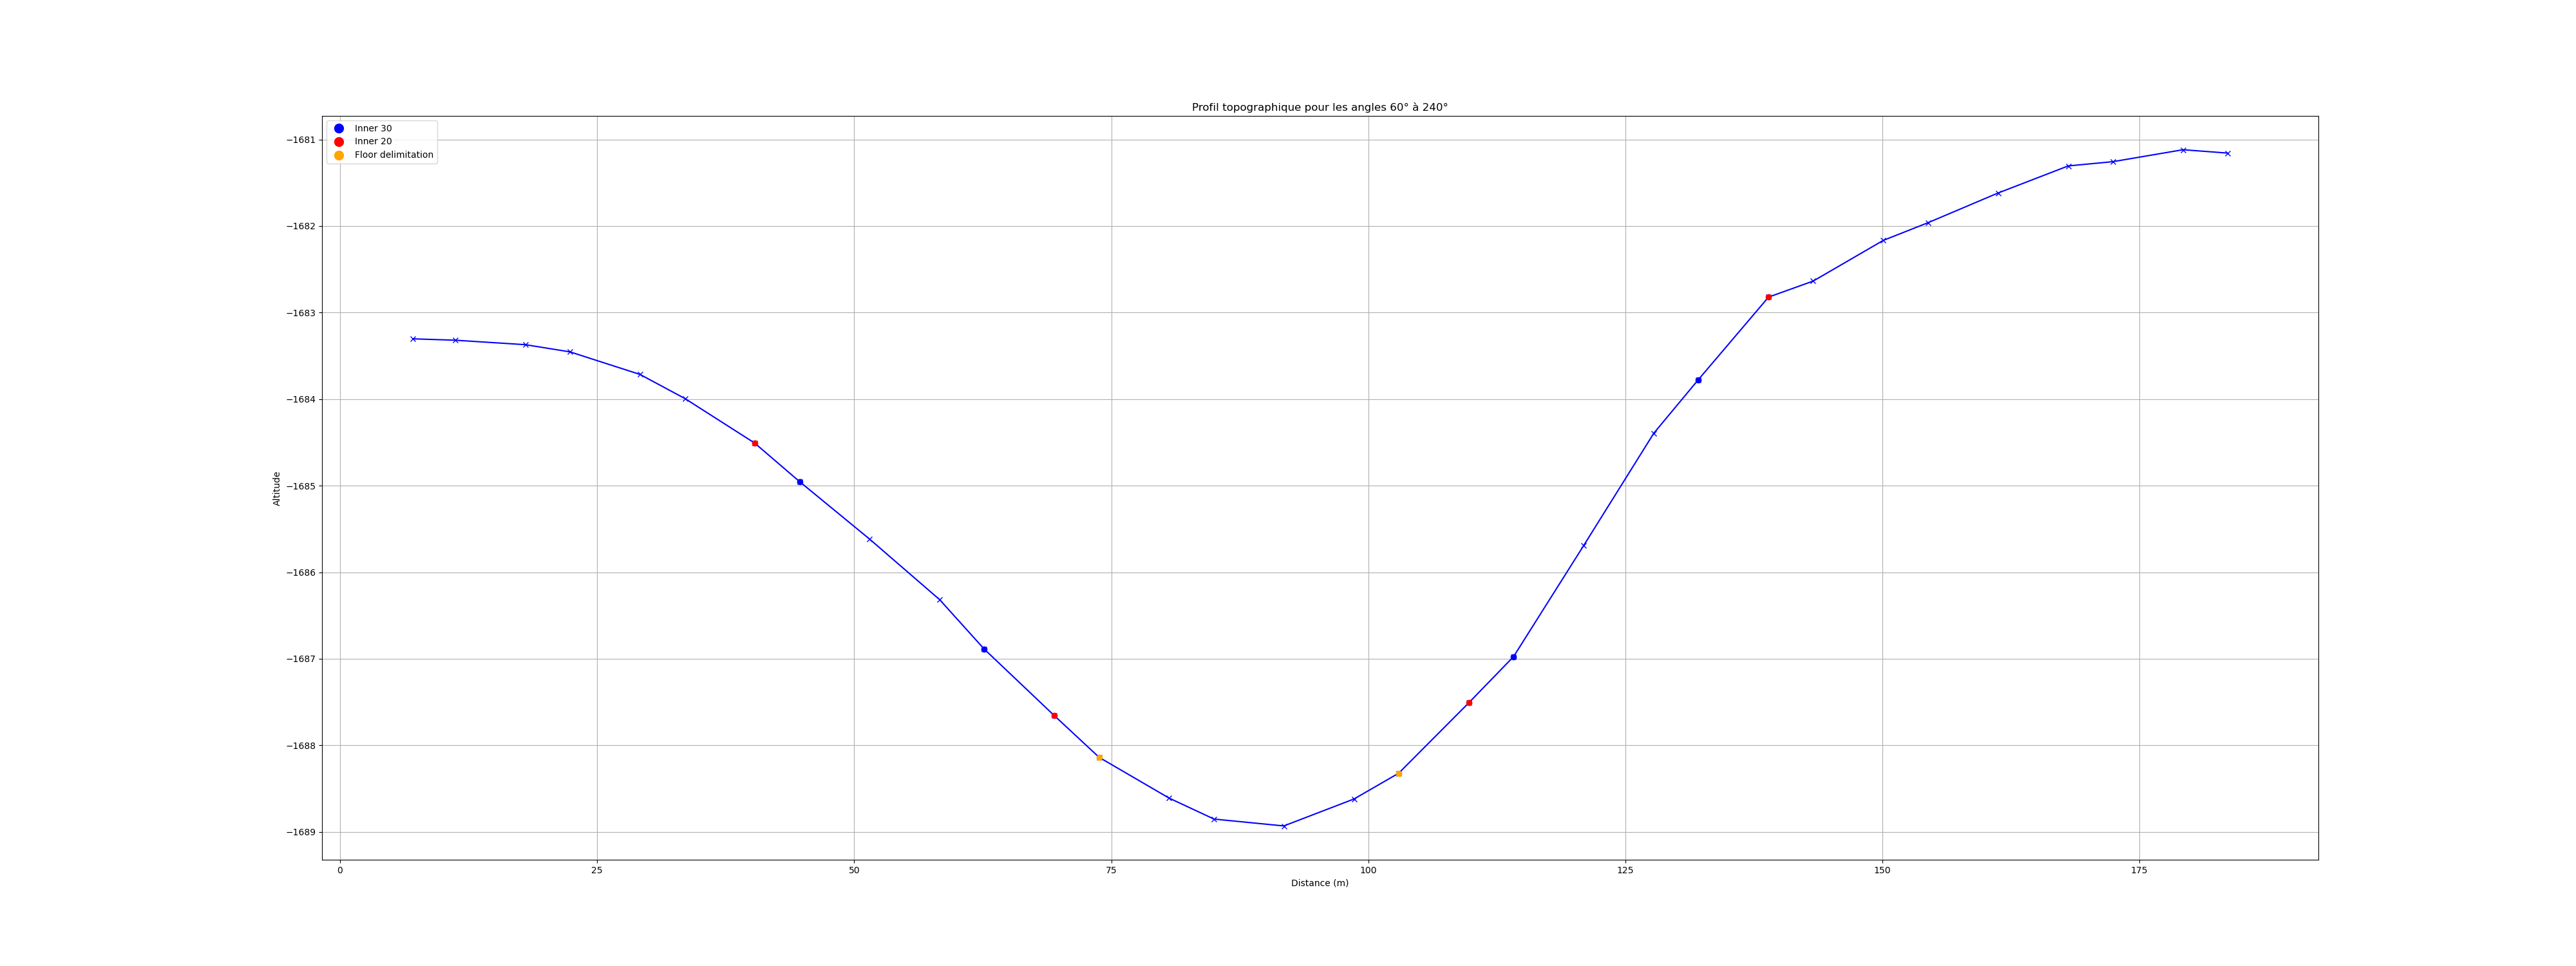 Profil topographique pour les angles 60° à 240°
Inner 30
Inner 20
Floor delimitation
−1681
−1682
−1683
−1684
−1685
−1686
−1687
−1688
−1689
Altitude
0 25 50 75 100 125 150 175
Distance (m)